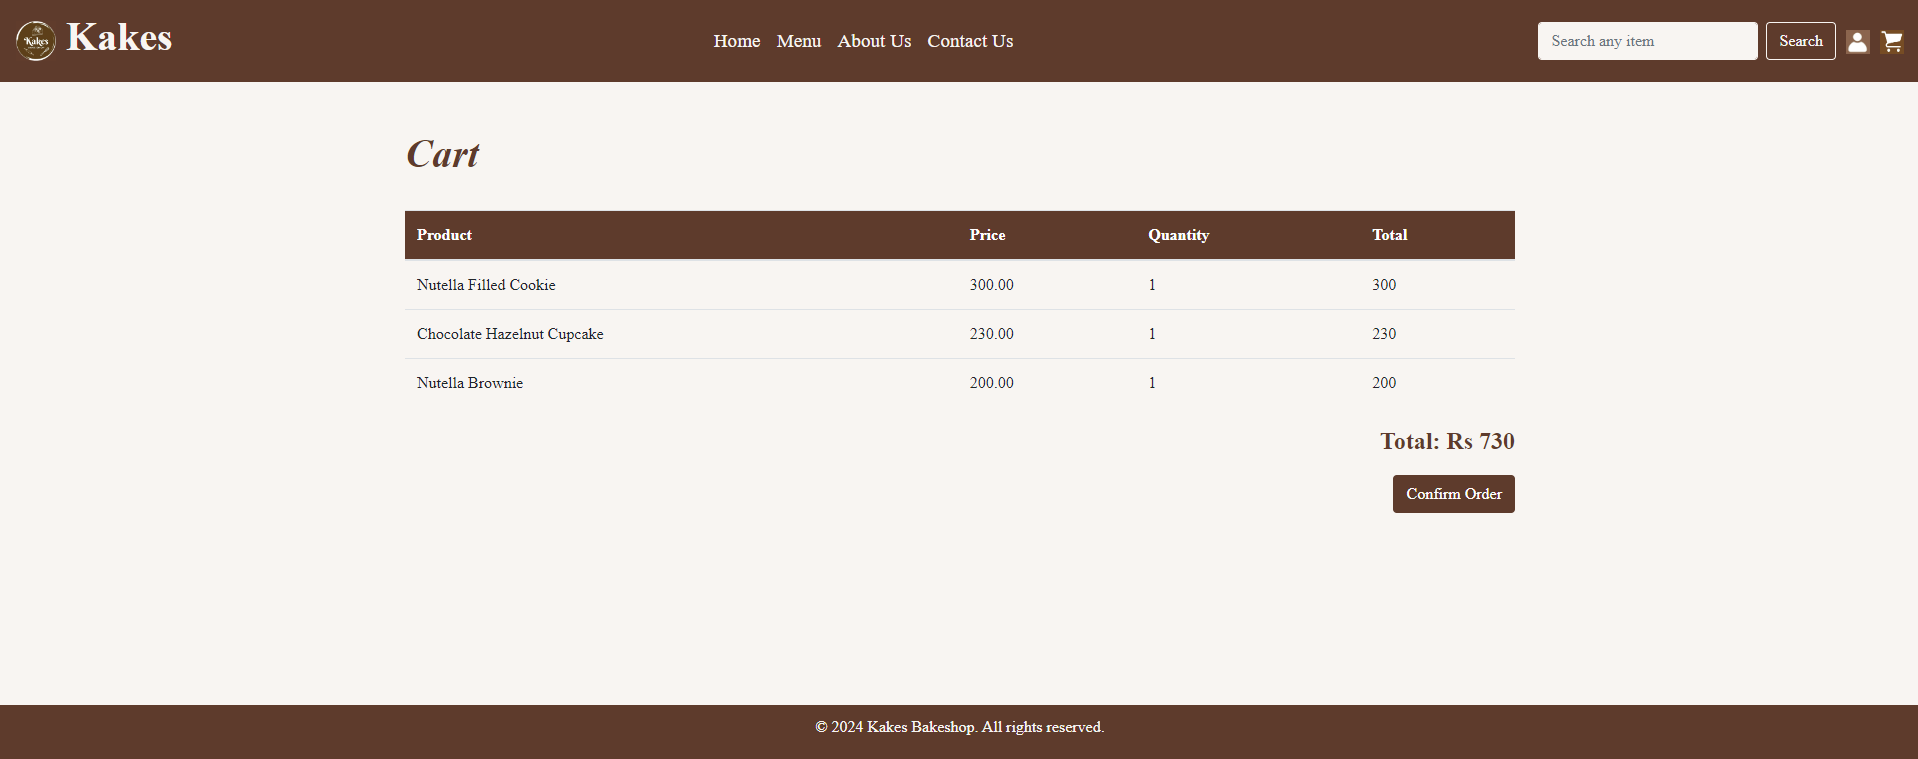 Kakes
Kakes
Home Menu About Us Contact Us
Search any item
Search
Cart
Product Price Quantity Total
Nutella Filled Cookie 300.00 1 300
Chocolate Hazelnut Cupcake 230.00 1 230
Nutella Brownie 200.00 1 200
Total: Rs 730
Confirm Order
© 2024 Kakes Bakeshop. All rights reserved.